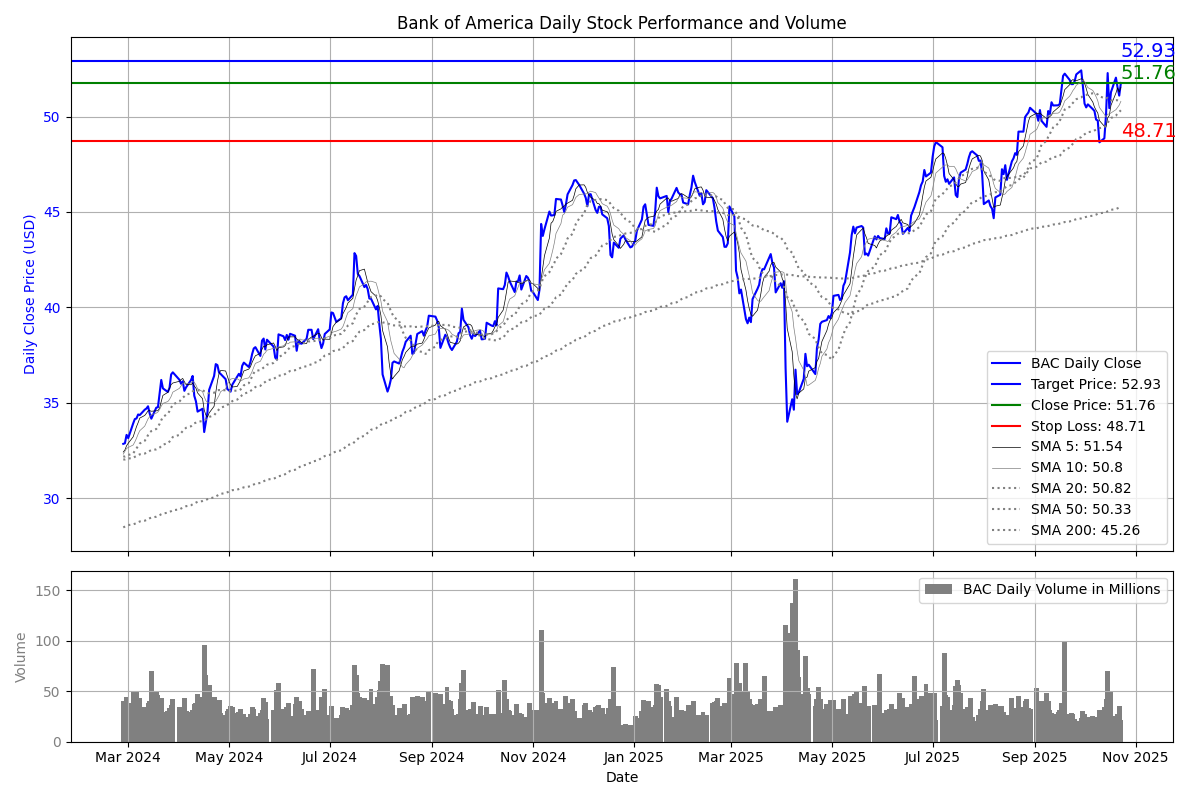 Bank of America Daily Stock Performance and Volume
52.93
51.76
48.71
Daily Close Price (USD)
50
45
40
35
30
BAC Daily Close
Target Price: 52.93
Close Price: 51.76
Stop Loss: 48.71
SMA 5: 51.54
SMA 10: 50.8
SMA 20: 50.82
SMA 50: 50.33
SMA 200: 45.26
Volume
150
100
50
0
BAC Daily Volume in Millions
Mar 2024 May 2024 Jul 2024 Sep 2024 Nov 2024 Jan 2025 Mar 2025 May 2025 Jul 2025 Sep 2025 Nov 2025
Date